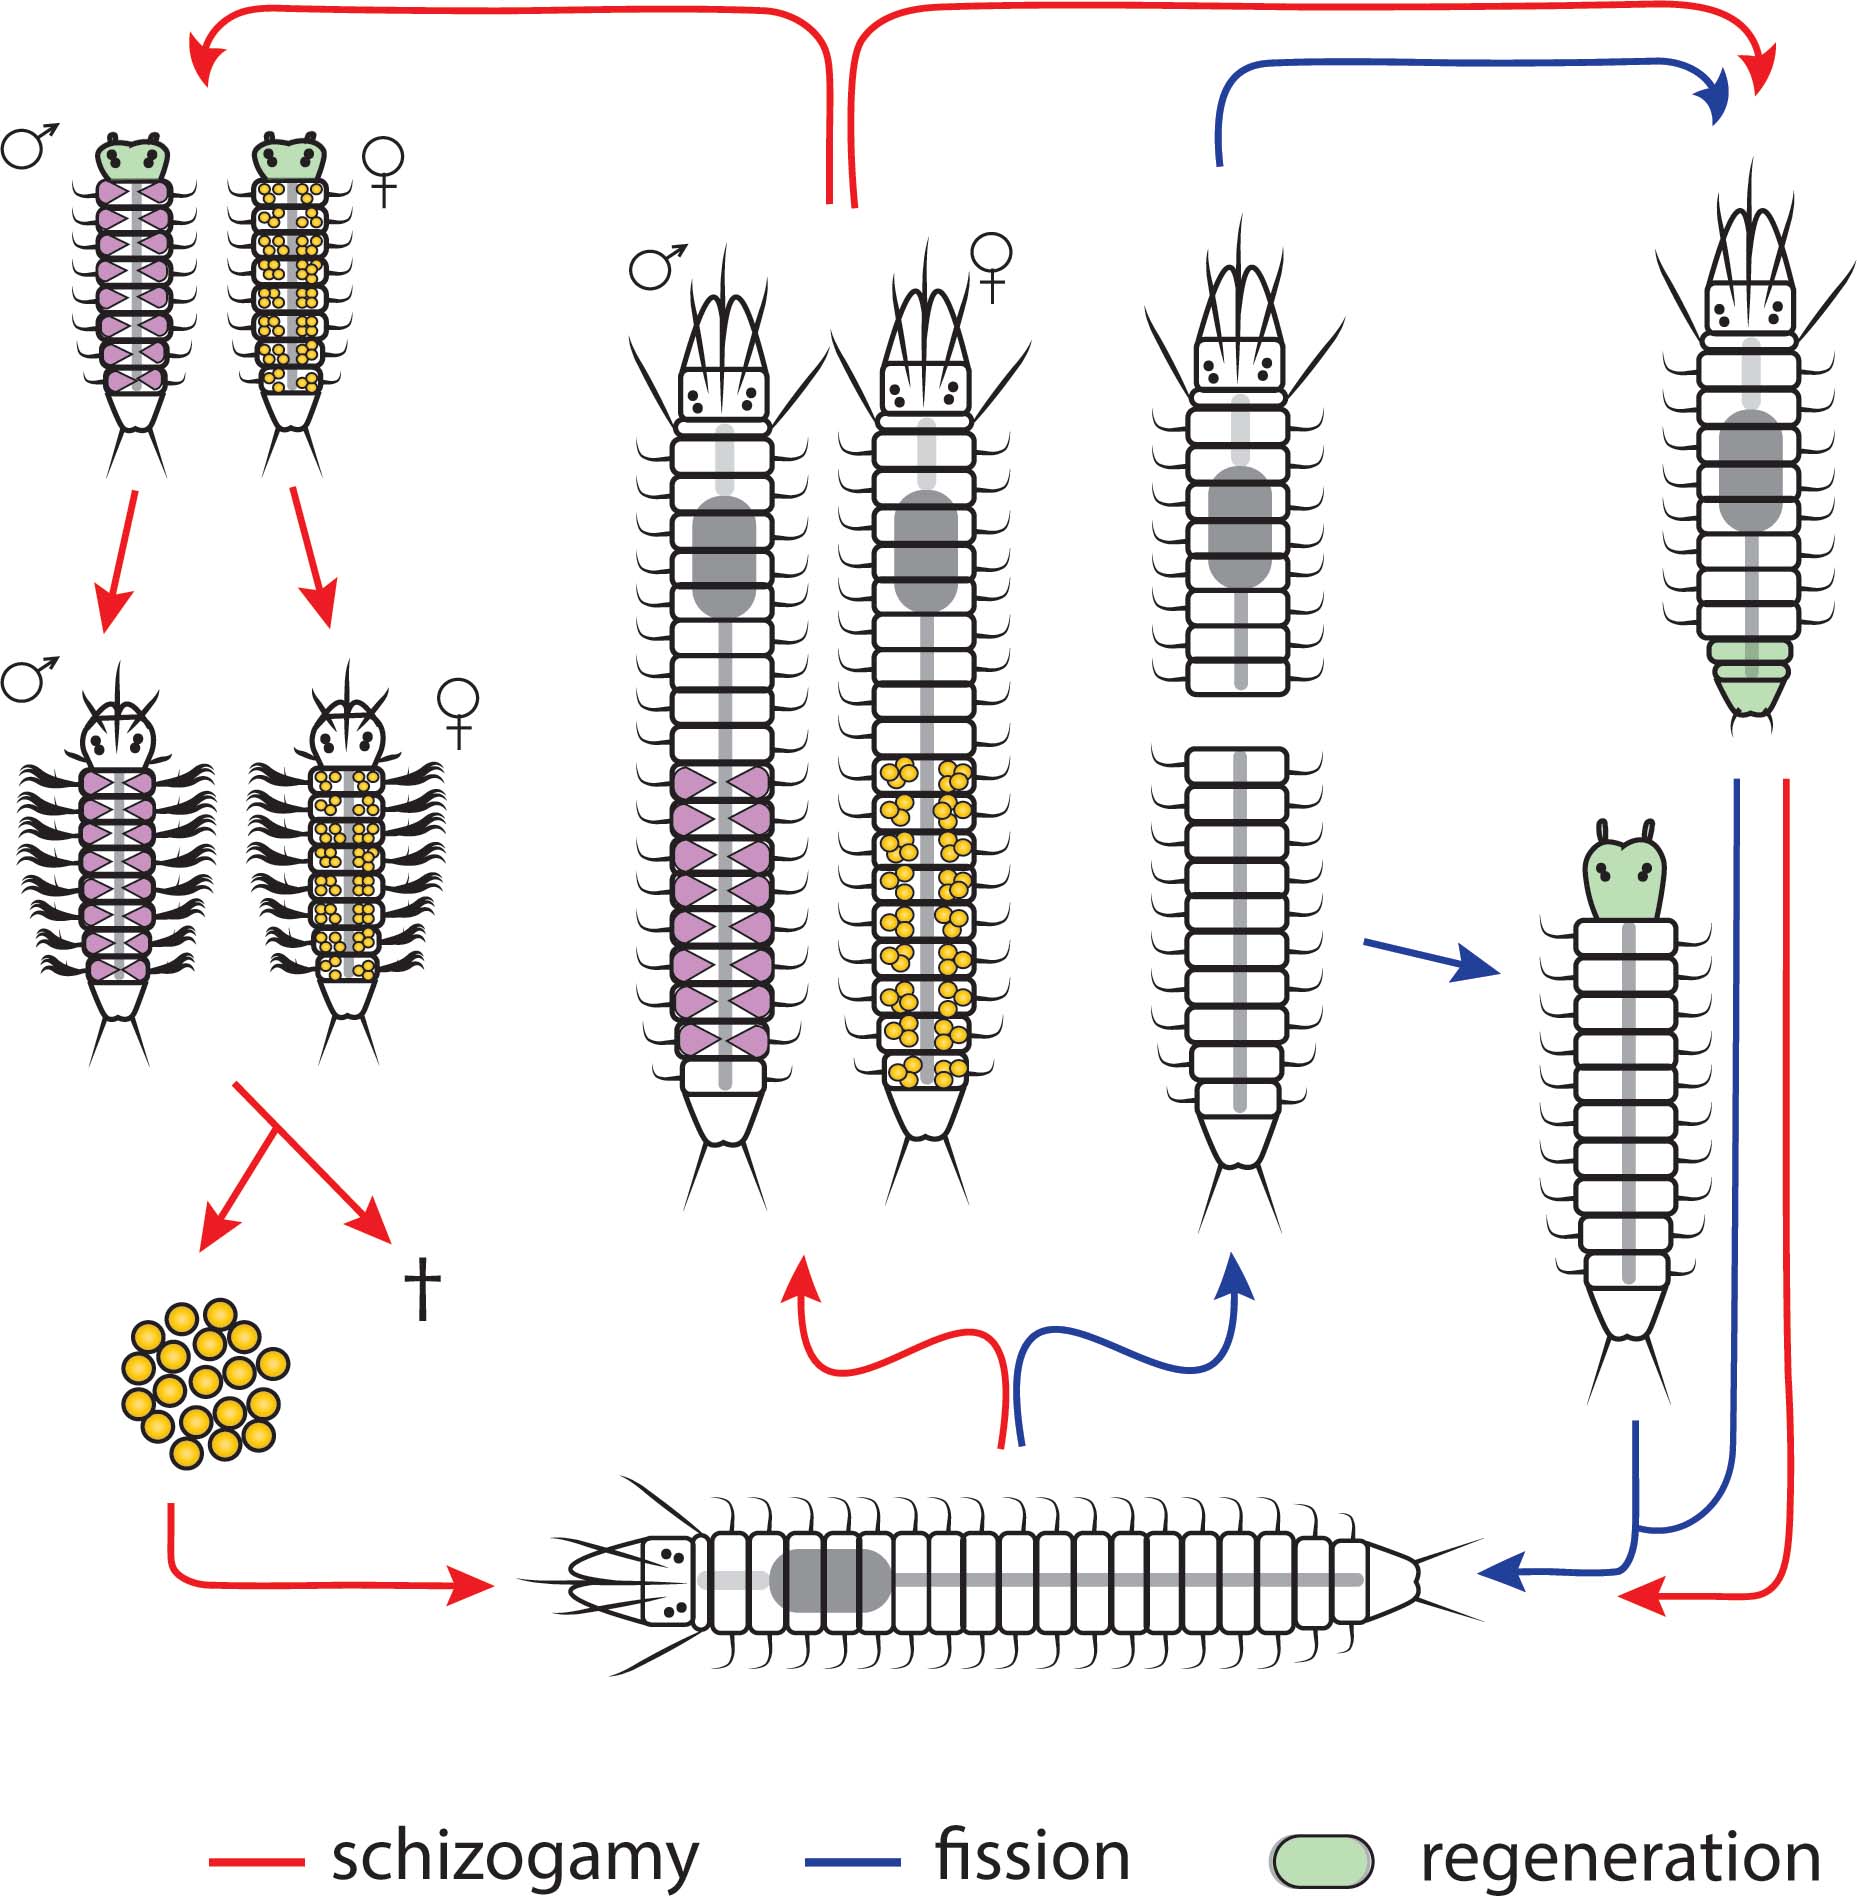 ♂ ♀
♂ ♀
♂ ♀
†
schizogamy fission regeneration